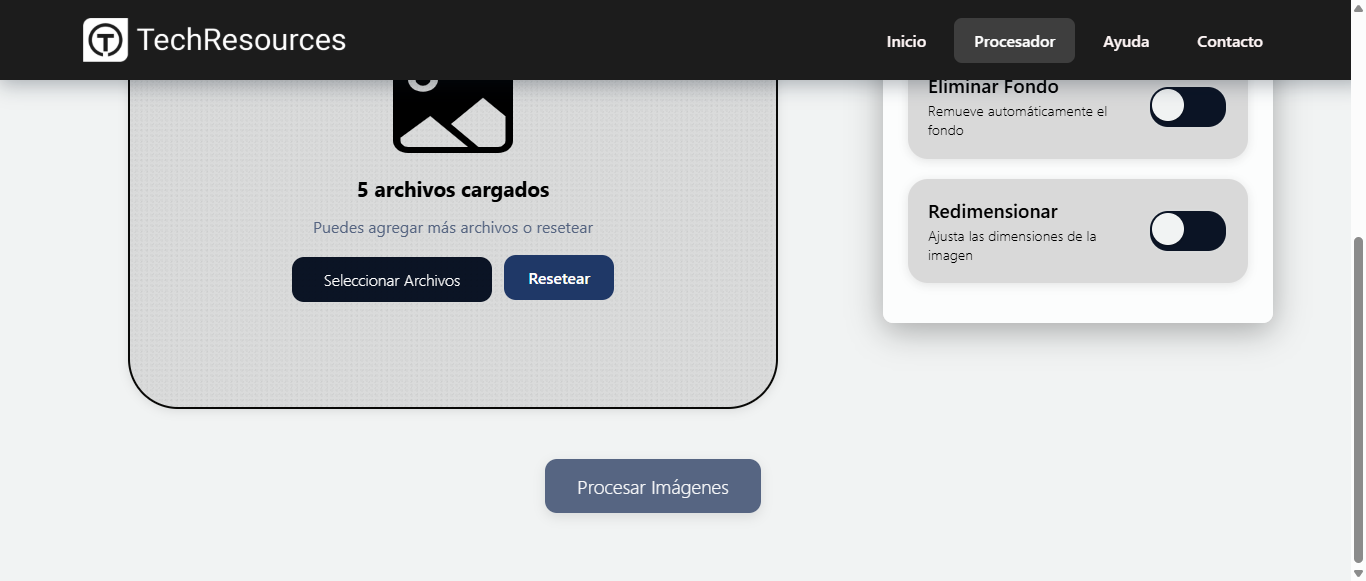 TechResources
Inicio
Procesador
Ayuda
Contacto
5 archivos cargados
Puedes agregar más archivos o resetear
Seleccionar Archivos
Resetear
Eliminar Fondo
Remueve automáticamente el
fondo
Redimensionar
Ajusta las dimensiones de la
imagen
Procesar Imágenes